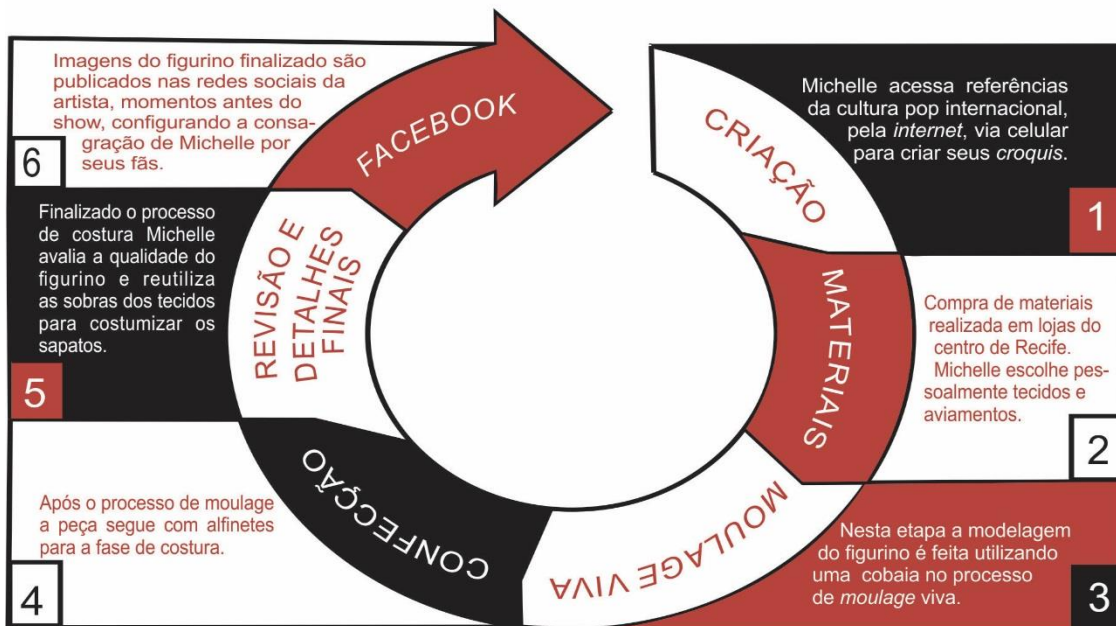 CRIAÇÃO
Michelle acessa referências
da cultura pop internacional,
pela internet, via celular
para criar seus croquis.
1
MATERIAIS
Compra de materiais
realizada em lojas do
centro de Recife.
Michelle escolhe pes-
soalmente tecidos e
aviamentos.
2
MOULAGE VIVA
Nesta etapa a modelagem
do figurino é feita utilizando
uma cobaia no processo
de moulage viva.
3
CONFECÇÃO
Após o processo de moulage
a peça segue com alfinetes
para a fase de costura.
4
REVISÃO E
DETALHES
FINAIS
Finalizado o processo
de costura Michelle
avalia a qualidade do
figurino e reutiliza
as sobras dos tecidos
para costumizar os
sapatos.
5
FACEBOOK
Imagens do figurino finalizado são
publicados nas redes sociais da
artista, momentos antes do
show, configurando a consa-
gração de Michelle por
seus fãs.
6